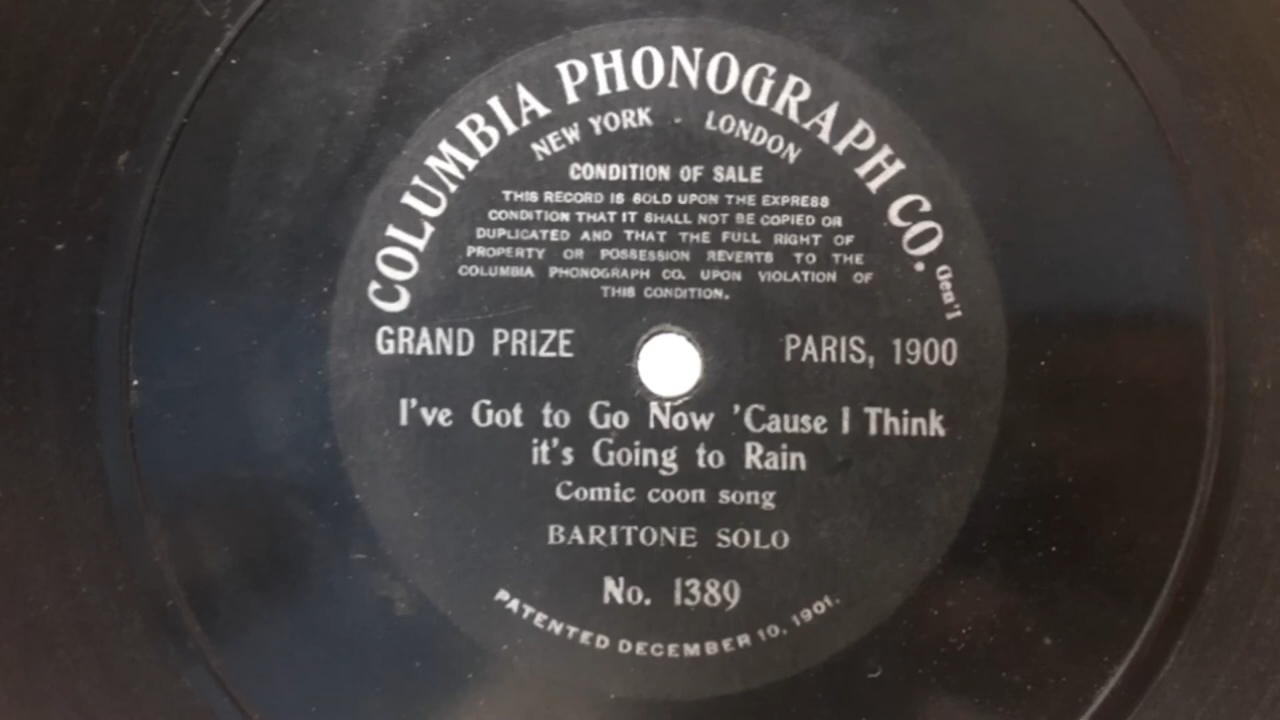 COLUMBIA PHONOGRAPH CO. Gen'l
NEW YORK - LONDON
CONDITION OF SALE
THIS RECORD IS SOLD UPON THE EXPRESS
CONDITION THAT IT SHALL NOT BE COPIED OR
DUPLICATED AND THAT THE FULL RIGHT OF
PROPERTY OR POSSESSION REVERTS TO THE
COLUMBIA PHONOGRAPH CO. UPON VIOLATION OF
THIS CONDITION.
GRAND PRIZE PARIS, 1900
I've Got to Go Now 'Cause I Think
it's Going to Rain
Comic coon song
BARITONE SOLO
No. 1389
PATENTED DECEMBER 10, 1901.